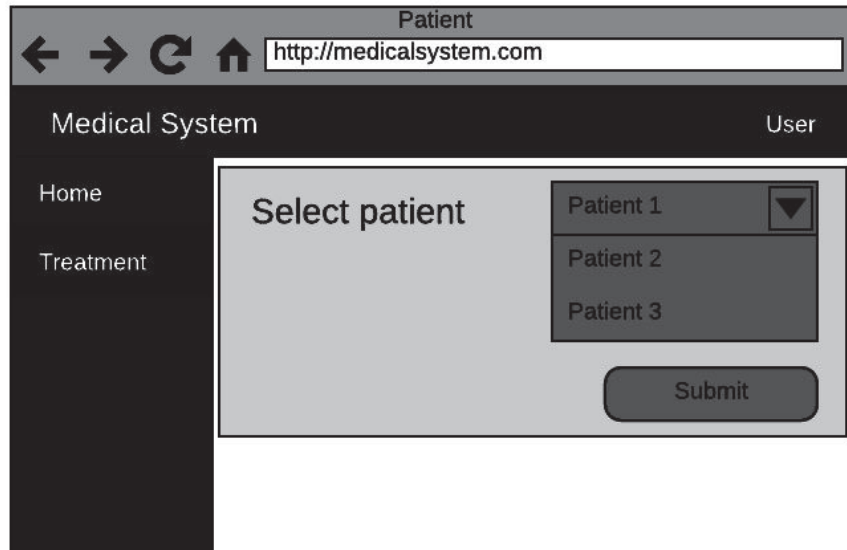 Patient
http://medicalsystem.com
Medical System
User
Home
Treatment
Select patient
Patient 1
Patient 2
Patient 3
Submit